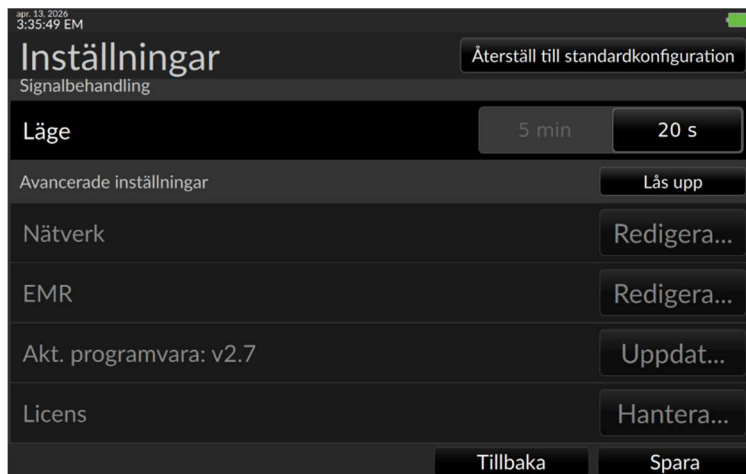 apr. 13, 2026
3:35:49 EM
Inställningar
Återställ till standardkonfiguration
Signalbehandling
Läge
5 min
20 s
Avancerade inställningar
Lås upp
Nätverk
Redigera...
EMR
Redigera...
Akt. programvara: v2.7
Uppdat...
Licens
Hantera...
Tillbaka
Spara